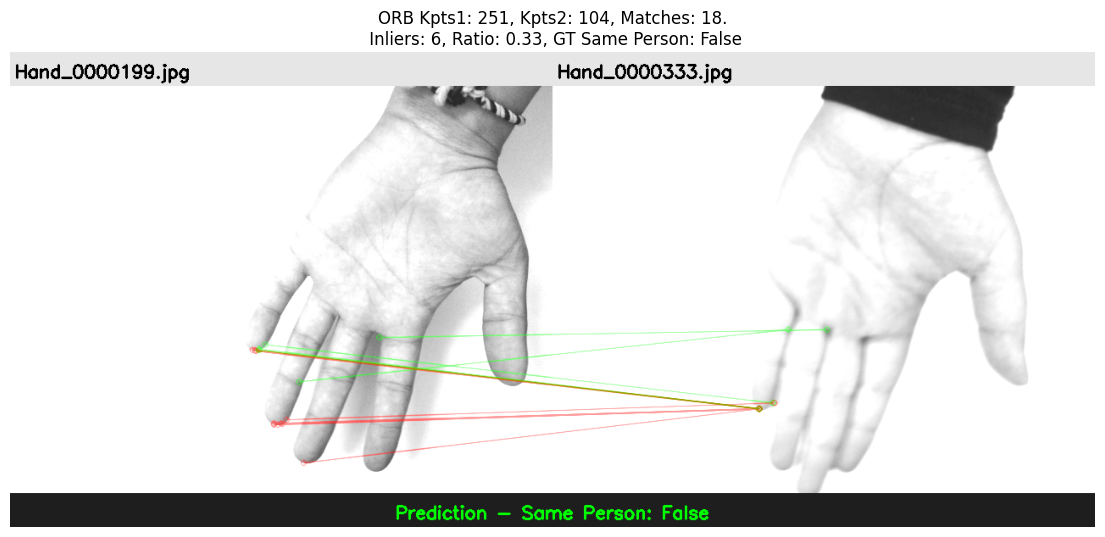 ORB Kpts1: 251, Kpts2: 104, Matches: 18.
Inliers: 6, Ratio: 0.33, GT Same Person: False
Hand_0000199.jpg
Hand_0000333.jpg
Prediction - Same Person: False